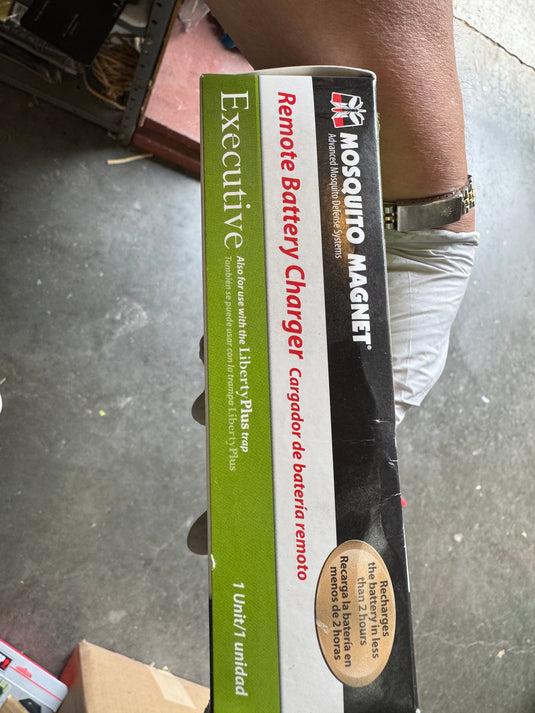 MOSQUITO MAGNET®
Advanced Mosquito Defense Systems
Remote Battery Charger Cargador de batería remoto
Executive
Also for use with the LibertyPlus trap
También se puede usar con la trampa LibertyPlus
1 Unit/1 unidad
Recharges
the battery in less
than 2 hours
Recarga la batería en
menos de 2 horas